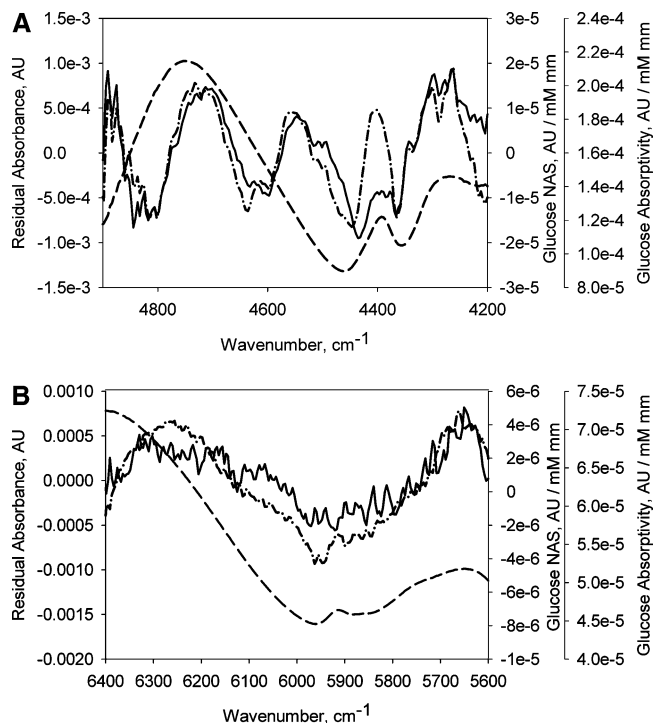 A
Residual Absorbance, AU
1.5e-3
1.0e-3
5.0e-4
0.0
-5.0e-4
-1.0e-3
-1.5e-3
4800
4600
4400
4200
Wavenumber, cm-1
3e-5
2e-5
1e-5
0
-1e-5
-2e-5
-3e-5
Glucose NAS, AU / mM mm
2.4e-4
2.2e-4
2.0e-4
1.8e-4
1.6e-4
1.4e-4
1.2e-4
1.0e-4
8.0e-5
Glucose Absorptivity, AU / mM mm
B
Residual Absorbance, AU
0.0010
0.0005
0.0000
-0.0005
-0.0010
-0.0015
-0.0020
6400
6300
6200
6100
6000
5900
5800
5700
5600
Wavenumber, cm-1
6e-6
4e-6
2e-6
0
-2e-6
-4e-6
-6e-6
-8e-6
-1e-5
Glucose NAS, AU / mM mm
7.5e-5
7.0e-5
6.5e-5
6.0e-5
5.5e-5
5.0e-5
4.5e-5
4.0e-5
Glucose Absorptivity, AU / mM mm